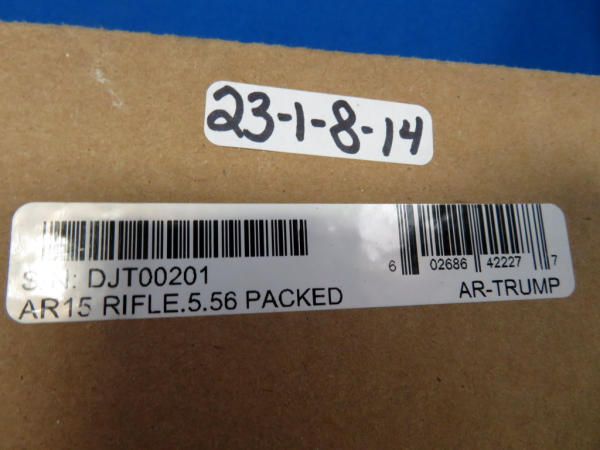 23-1-8-14
S/N: DJT00201
AR15 RIFLE.5.56 PACKED
6 02686 42227 7
AR-TRUMP